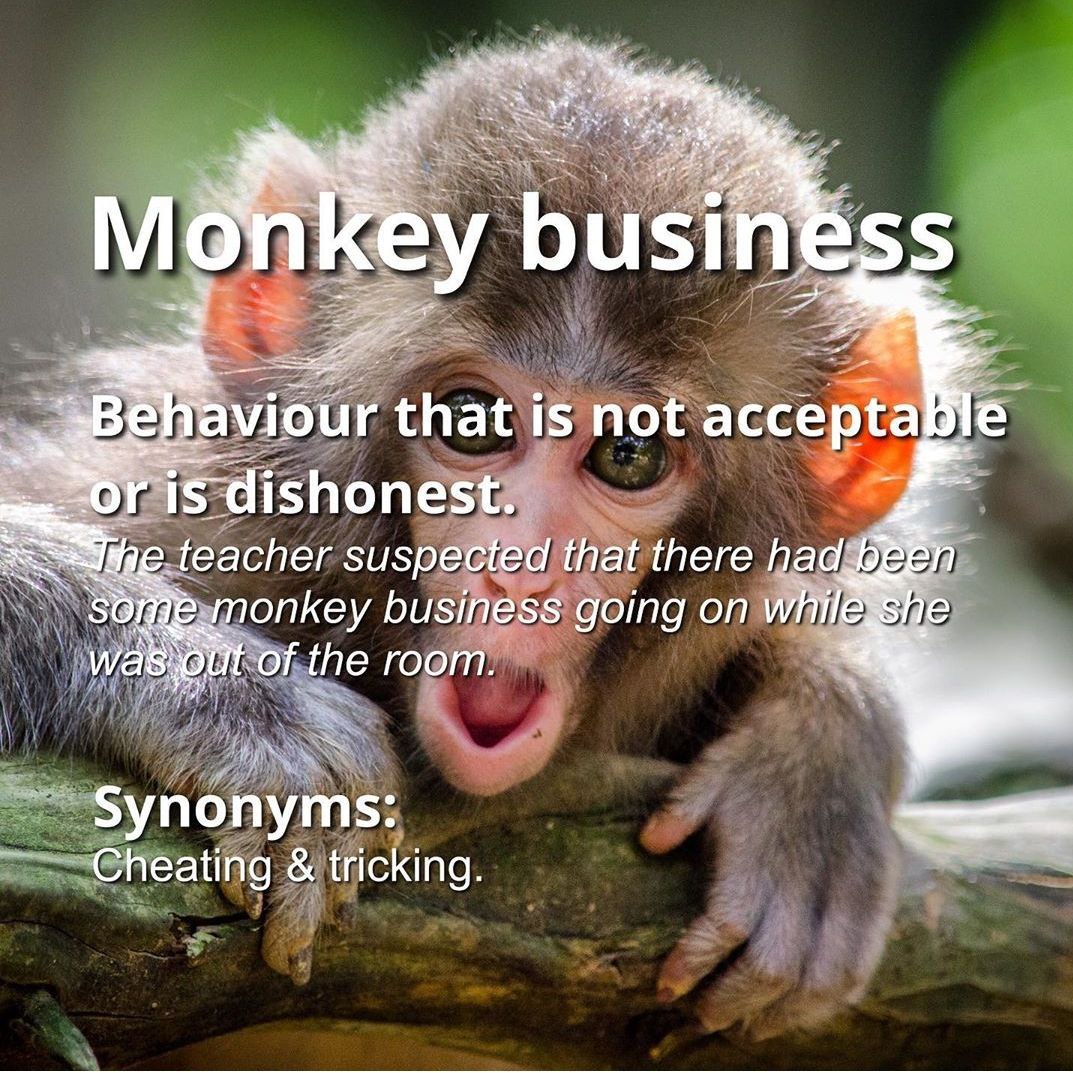 Monkey business
Behaviour that is not acceptable
or is dishonest.
The teacher suspected that there had been
some monkey business going on while she
was out of the room.
Synonyms:
Cheating & tricking.